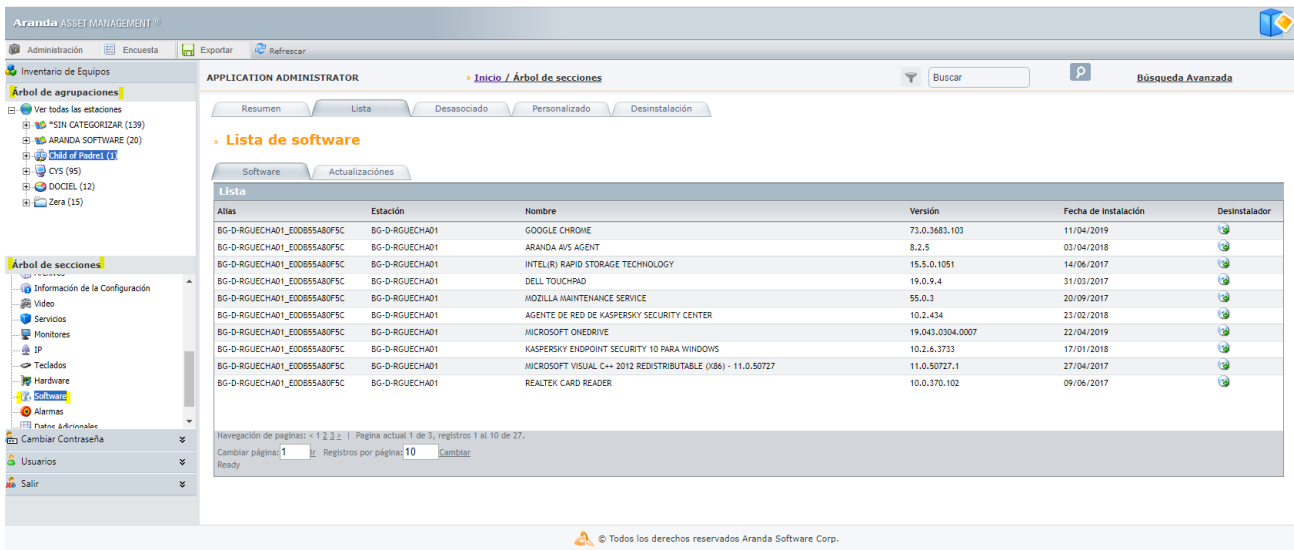 Aranda ASSET MANAGEMENT ®
Administración Encuesta Exportar Refrescar
Inventario de Equipos
Árbol de agrupaciones
Ver todas las estaciones
*SIN CATEGORIZAR (139)
ARANDA SOFTWARE (20)
Child of Padre1 (1)
CYS (95)
DOCIEL (12)
Zera (15)
Árbol de secciones
Información de la Configuración
Video
Servicios
Monitores
IP
Teclados
Hardware
Software
Alarmas
Datos Adicionales
Cambiar Contraseña
Usuarios
Salir
APPLICATION ADMINISTRATOR » Inicio / Árbol de secciones Buscar Búsqueda Avanzada
Resumen Lista Desasociado Personalizado Desinstalación
» Lista de software
Software Actualizaciónes
Lista
Alias Estación Nombre Versión Fecha de instalación Desinstalador
BG-D-RGUECHA01_E0DB55A80F5C BG-D-RGUECHA01 GOOGLE CHROME 73.0.3683.103 11/04/2019
BG-D-RGUECHA01_E0DB55A80F5C BG-D-RGUECHA01 ARANDA AVS AGENT 8.2.5 03/04/2018
BG-D-RGUECHA01_E0DB55A80F5C BG-D-RGUECHA01 INTEL(R) RAPID STORAGE TECHNOLOGY 15.5.0.1051 14/06/2017
BG-D-RGUECHA01_E0DB55A80F5C BG-D-RGUECHA01 DELL TOUCHPAD 19.0.9.4 31/03/2017
BG-D-RGUECHA01_E0DB55A80F5C BG-D-RGUECHA01 MOZILLA MAINTENANCE SERVICE 55.0.3 20/09/2017
BG-D-RGUECHA01_E0DB55A80F5C BG-D-RGUECHA01 AGENTE DE RED DE KASPERSKY SECURITY CENTER 10.2.434 23/02/2018
BG-D-RGUECHA01_E0DB55A80F5C BG-D-RGUECHA01 MICROSOFT ONEDRIVE 19.043.0304.0007 22/04/2019
BG-D-RGUECHA01_E0DB55A80F5C BG-D-RGUECHA01 KASPERSKY ENDPOINT SECURITY 10 PARA WINDOWS 10.2.6.3733 17/01/2018
BG-D-RGUECHA01_E0DB55A80F5C BG-D-RGUECHA01 MICROSOFT VISUAL C++ 2012 REDISTRIBUTABLE (X86) - 11.0.50727 11.0.50727.1 27/04/2017
BG-D-RGUECHA01_E0DB55A80F5C BG-D-RGUECHA01 REALTEK CARD READER 10.0.370.102 09/06/2017
Navegación de paginas: < 1 2 3 > | Pagina actual 1 de 3, registros 1 al 10 de 27.
Cambiar página: 1 Ir Registros por página: 10 Cambiar
Ready
© Todos los derechos reservados Aranda Software Corp.